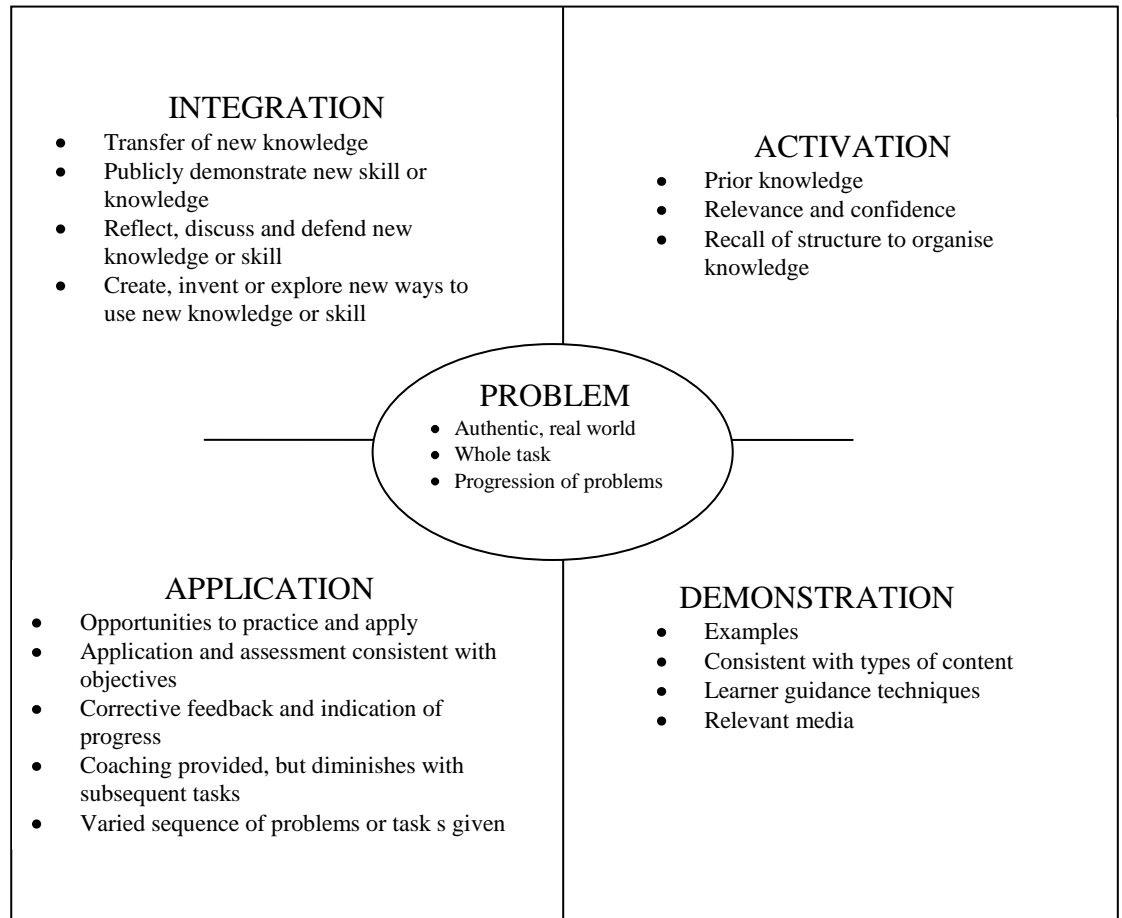 INTEGRATION
• Transfer of new knowledge
• Publicly demonstrate new skill or
knowledge
• Reflect, discuss and defend new
knowledge or skill
• Create, invent or explore new ways to
use new knowledge or skill
ACTIVATION
• Prior knowledge
• Relevance and confidence
• Recall of structure to organise
knowledge
PROBLEM
• Authentic, real world
• Whole task
• Progression of problems
APPLICATION
• Opportunities to practice and apply
• Application and assessment consistent with
objectives
• Corrective feedback and indication of
progress
• Coaching provided, but diminishes with
subsequent tasks
• Varied sequence of problems or task s given
DEMONSTRATION
• Examples
• Consistent with types of content
• Learner guidance techniques
• Relevant media